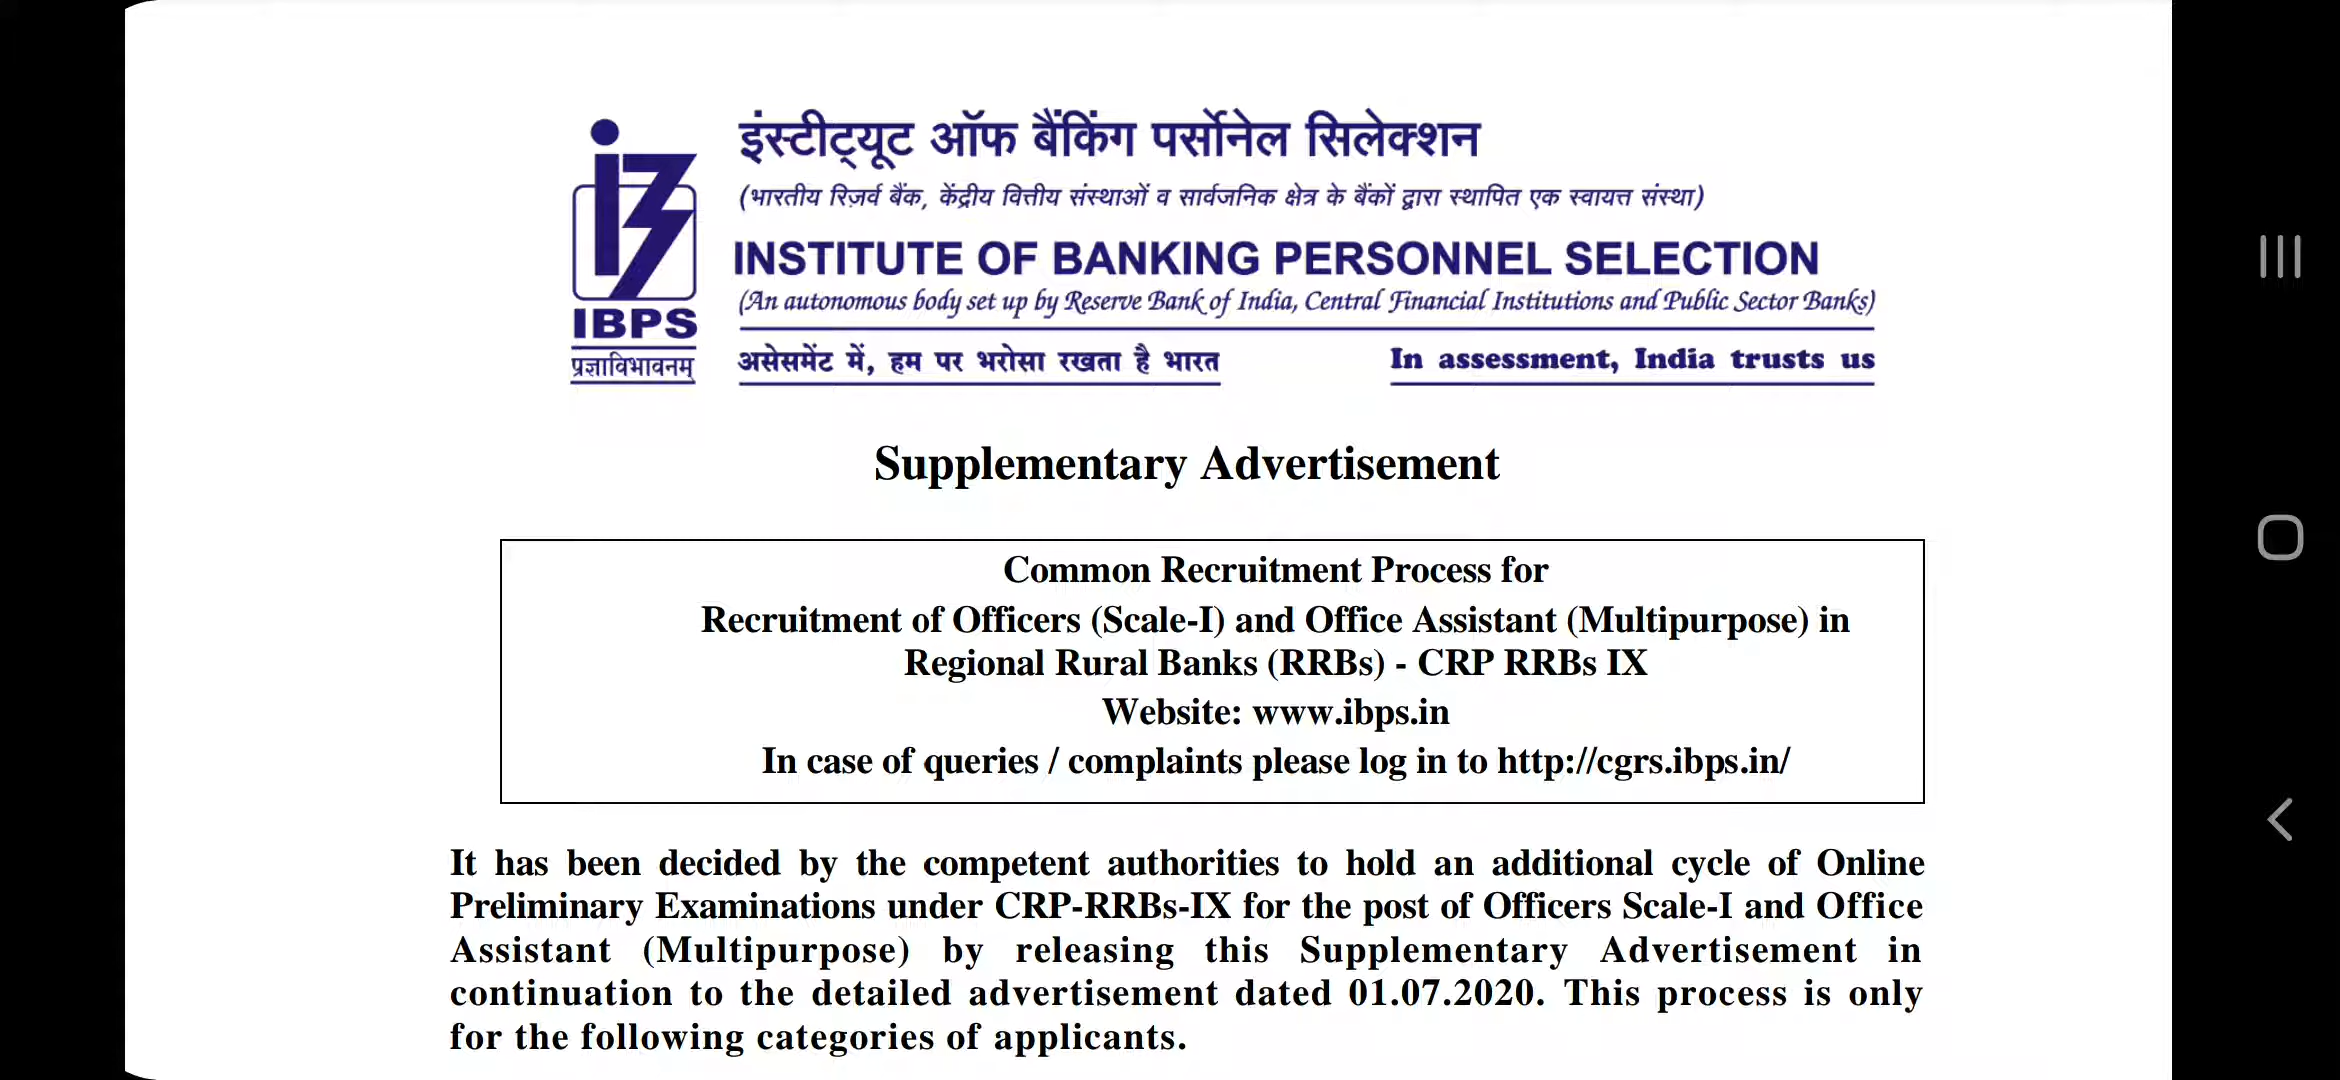 इंस्टीट्यूट ऑफ बैंकिंग पर्सोनेल सिलेक्शन
(भारतीय रिज़र्व बैंक, केंद्रीय वित्तीय संस्थाओं व सार्वजनिक क्षेत्र के बैंकों द्वारा स्थापित एक स्वायत्त संस्था)
INSTITUTE OF BANKING PERSONNEL SELECTION
(An autonomous body set up by Reserve Bank of India, Central Financial Institutions and Public Sector Banks)
IBPS
प्रज्ञाविभावनम्
असेसमेंट में, हम पर भरोसा रखता है भारत
In assessment, India trusts us
Supplementary Advertisement
Common Recruitment Process for
Recruitment of Officers (Scale-I) and Office Assistant (Multipurpose) in
Regional Rural Banks (RRBs) - CRP RRBs IX
Website: www.ibps.in
In case of queries / complaints please log in to http://cgrs.ibps.in/
It has been decided by the competent authorities to hold an additional cycle of Online
Preliminary Examinations under CRP-RRBs-IX for the post of Officers Scale-I and Office
Assistant (Multipurpose) by releasing this Supplementary Advertisement in
continuation to the detailed advertisement dated 01.07.2020. This process is only
for the following categories of applicants.